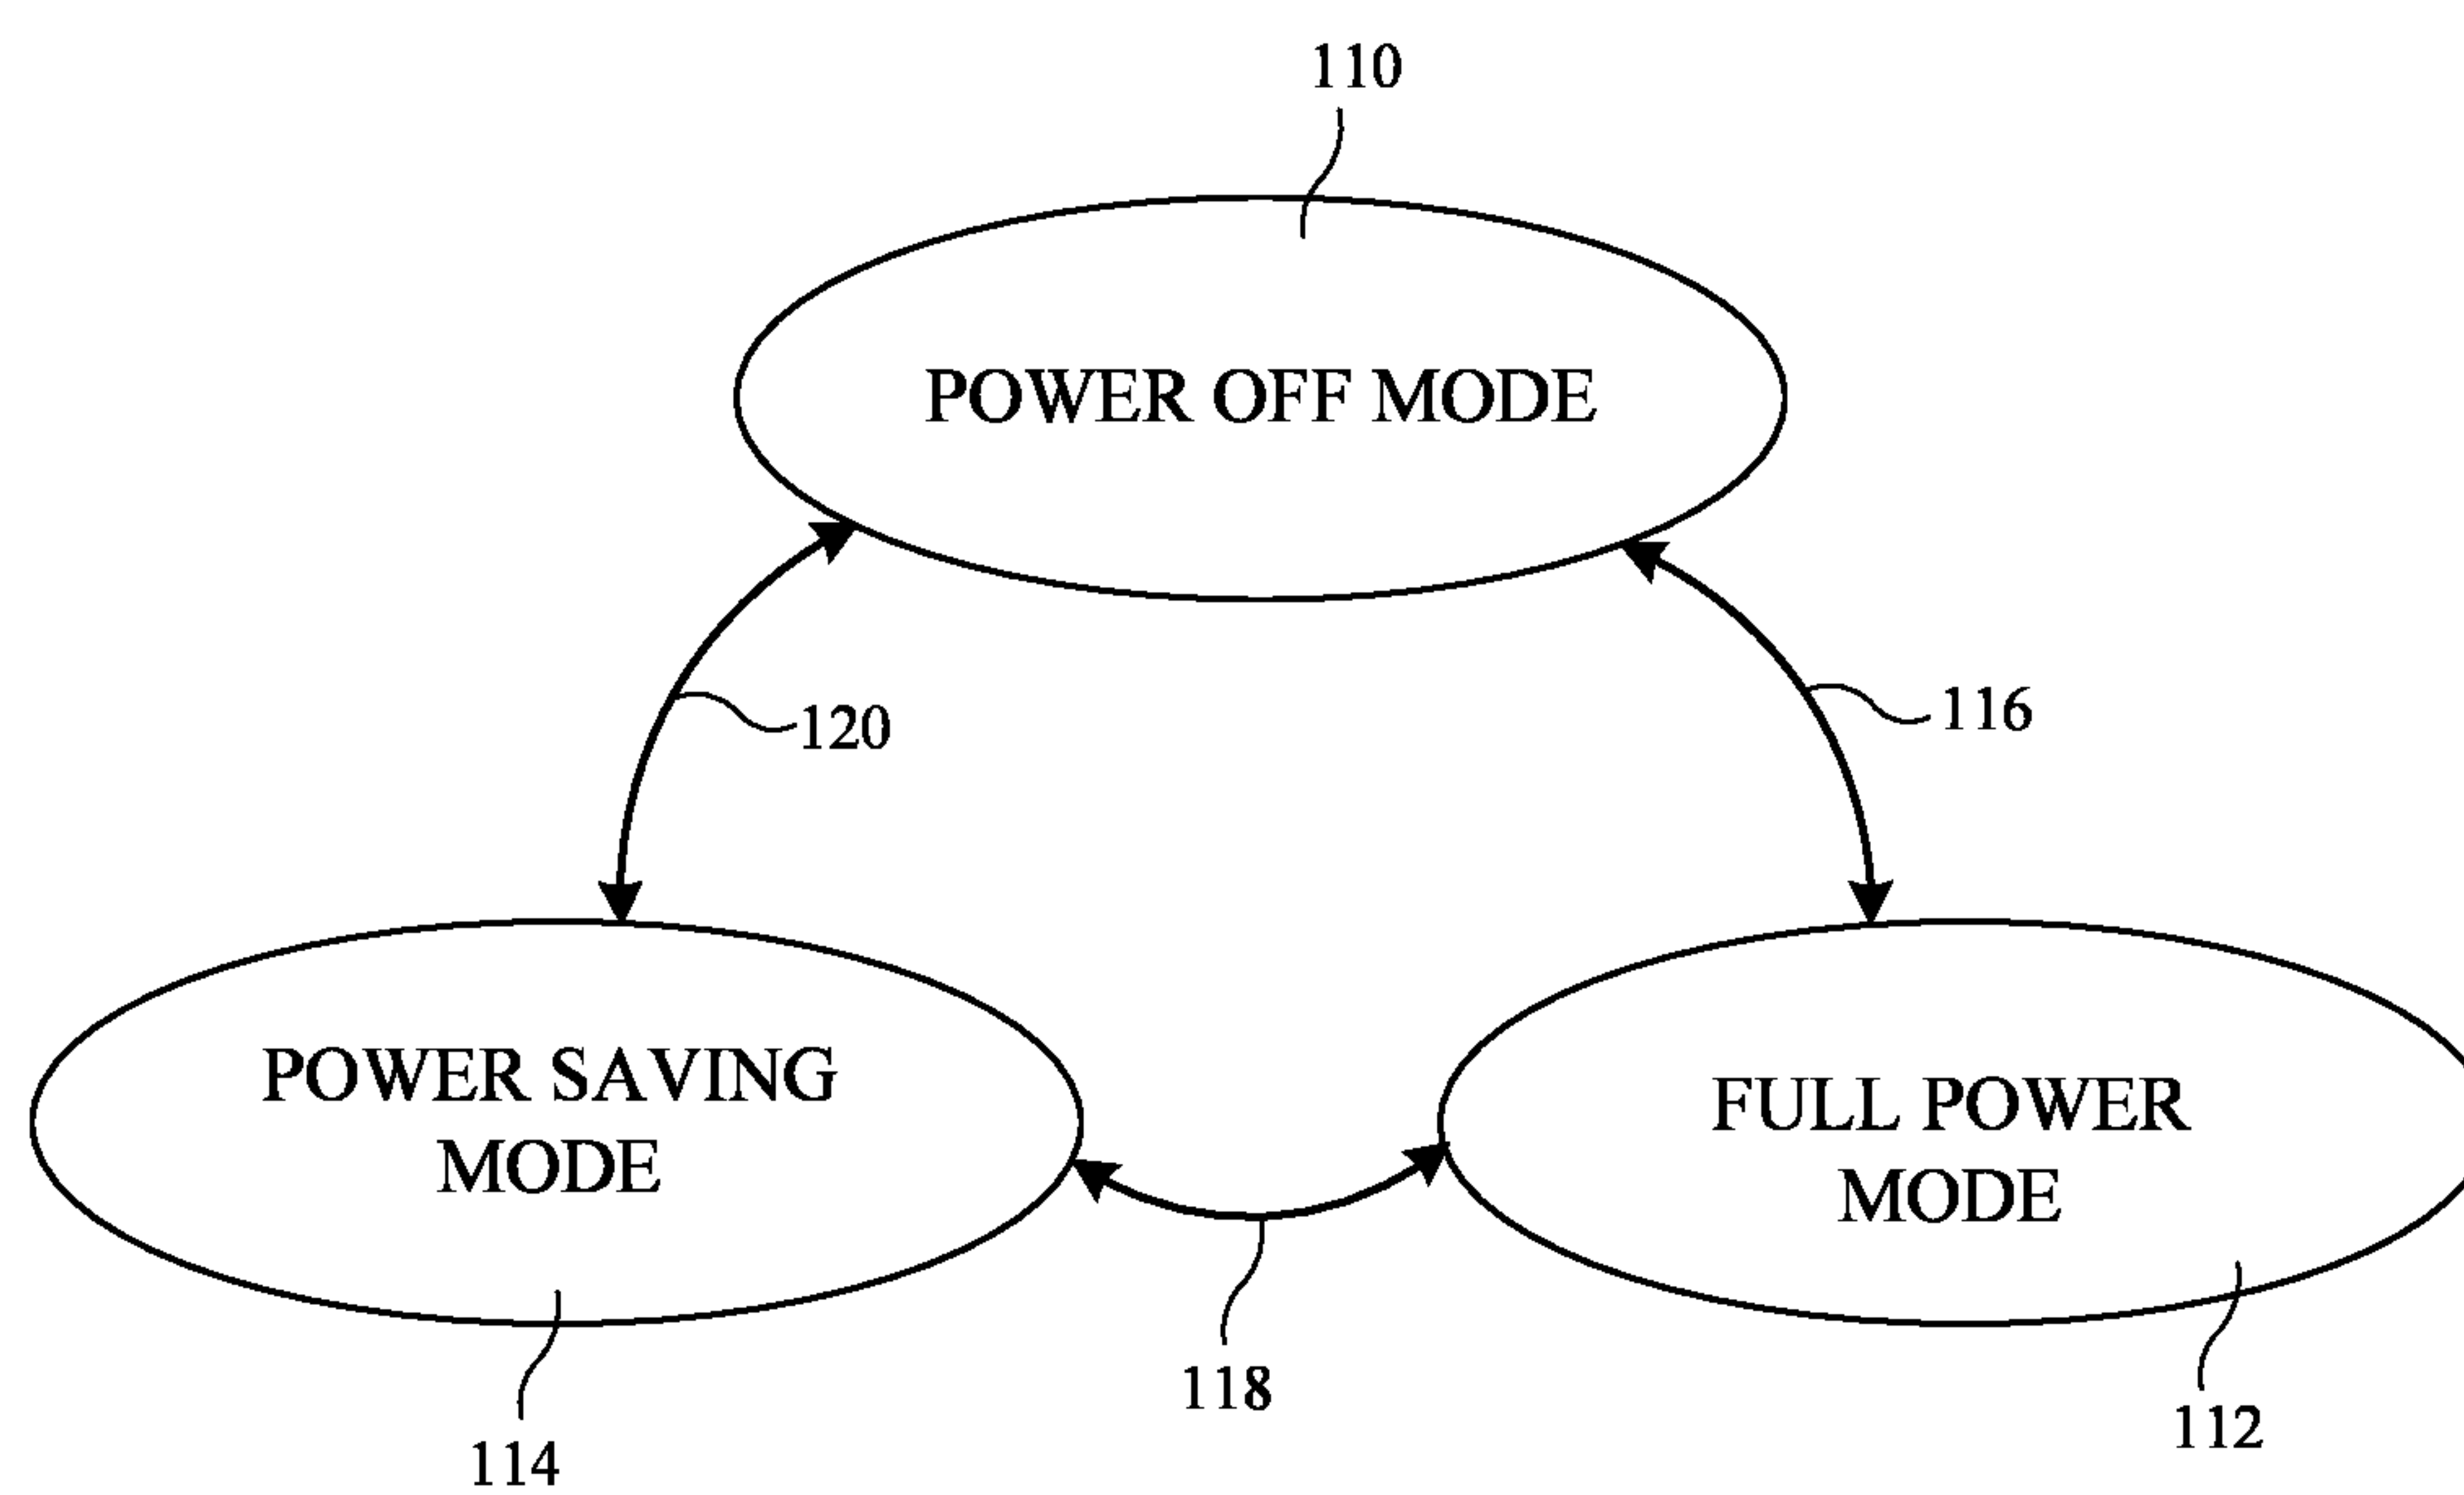 110
POWER OFF MODE
120
116
POWER SAVING
MODE
FULL POWER
MODE
118
112
114